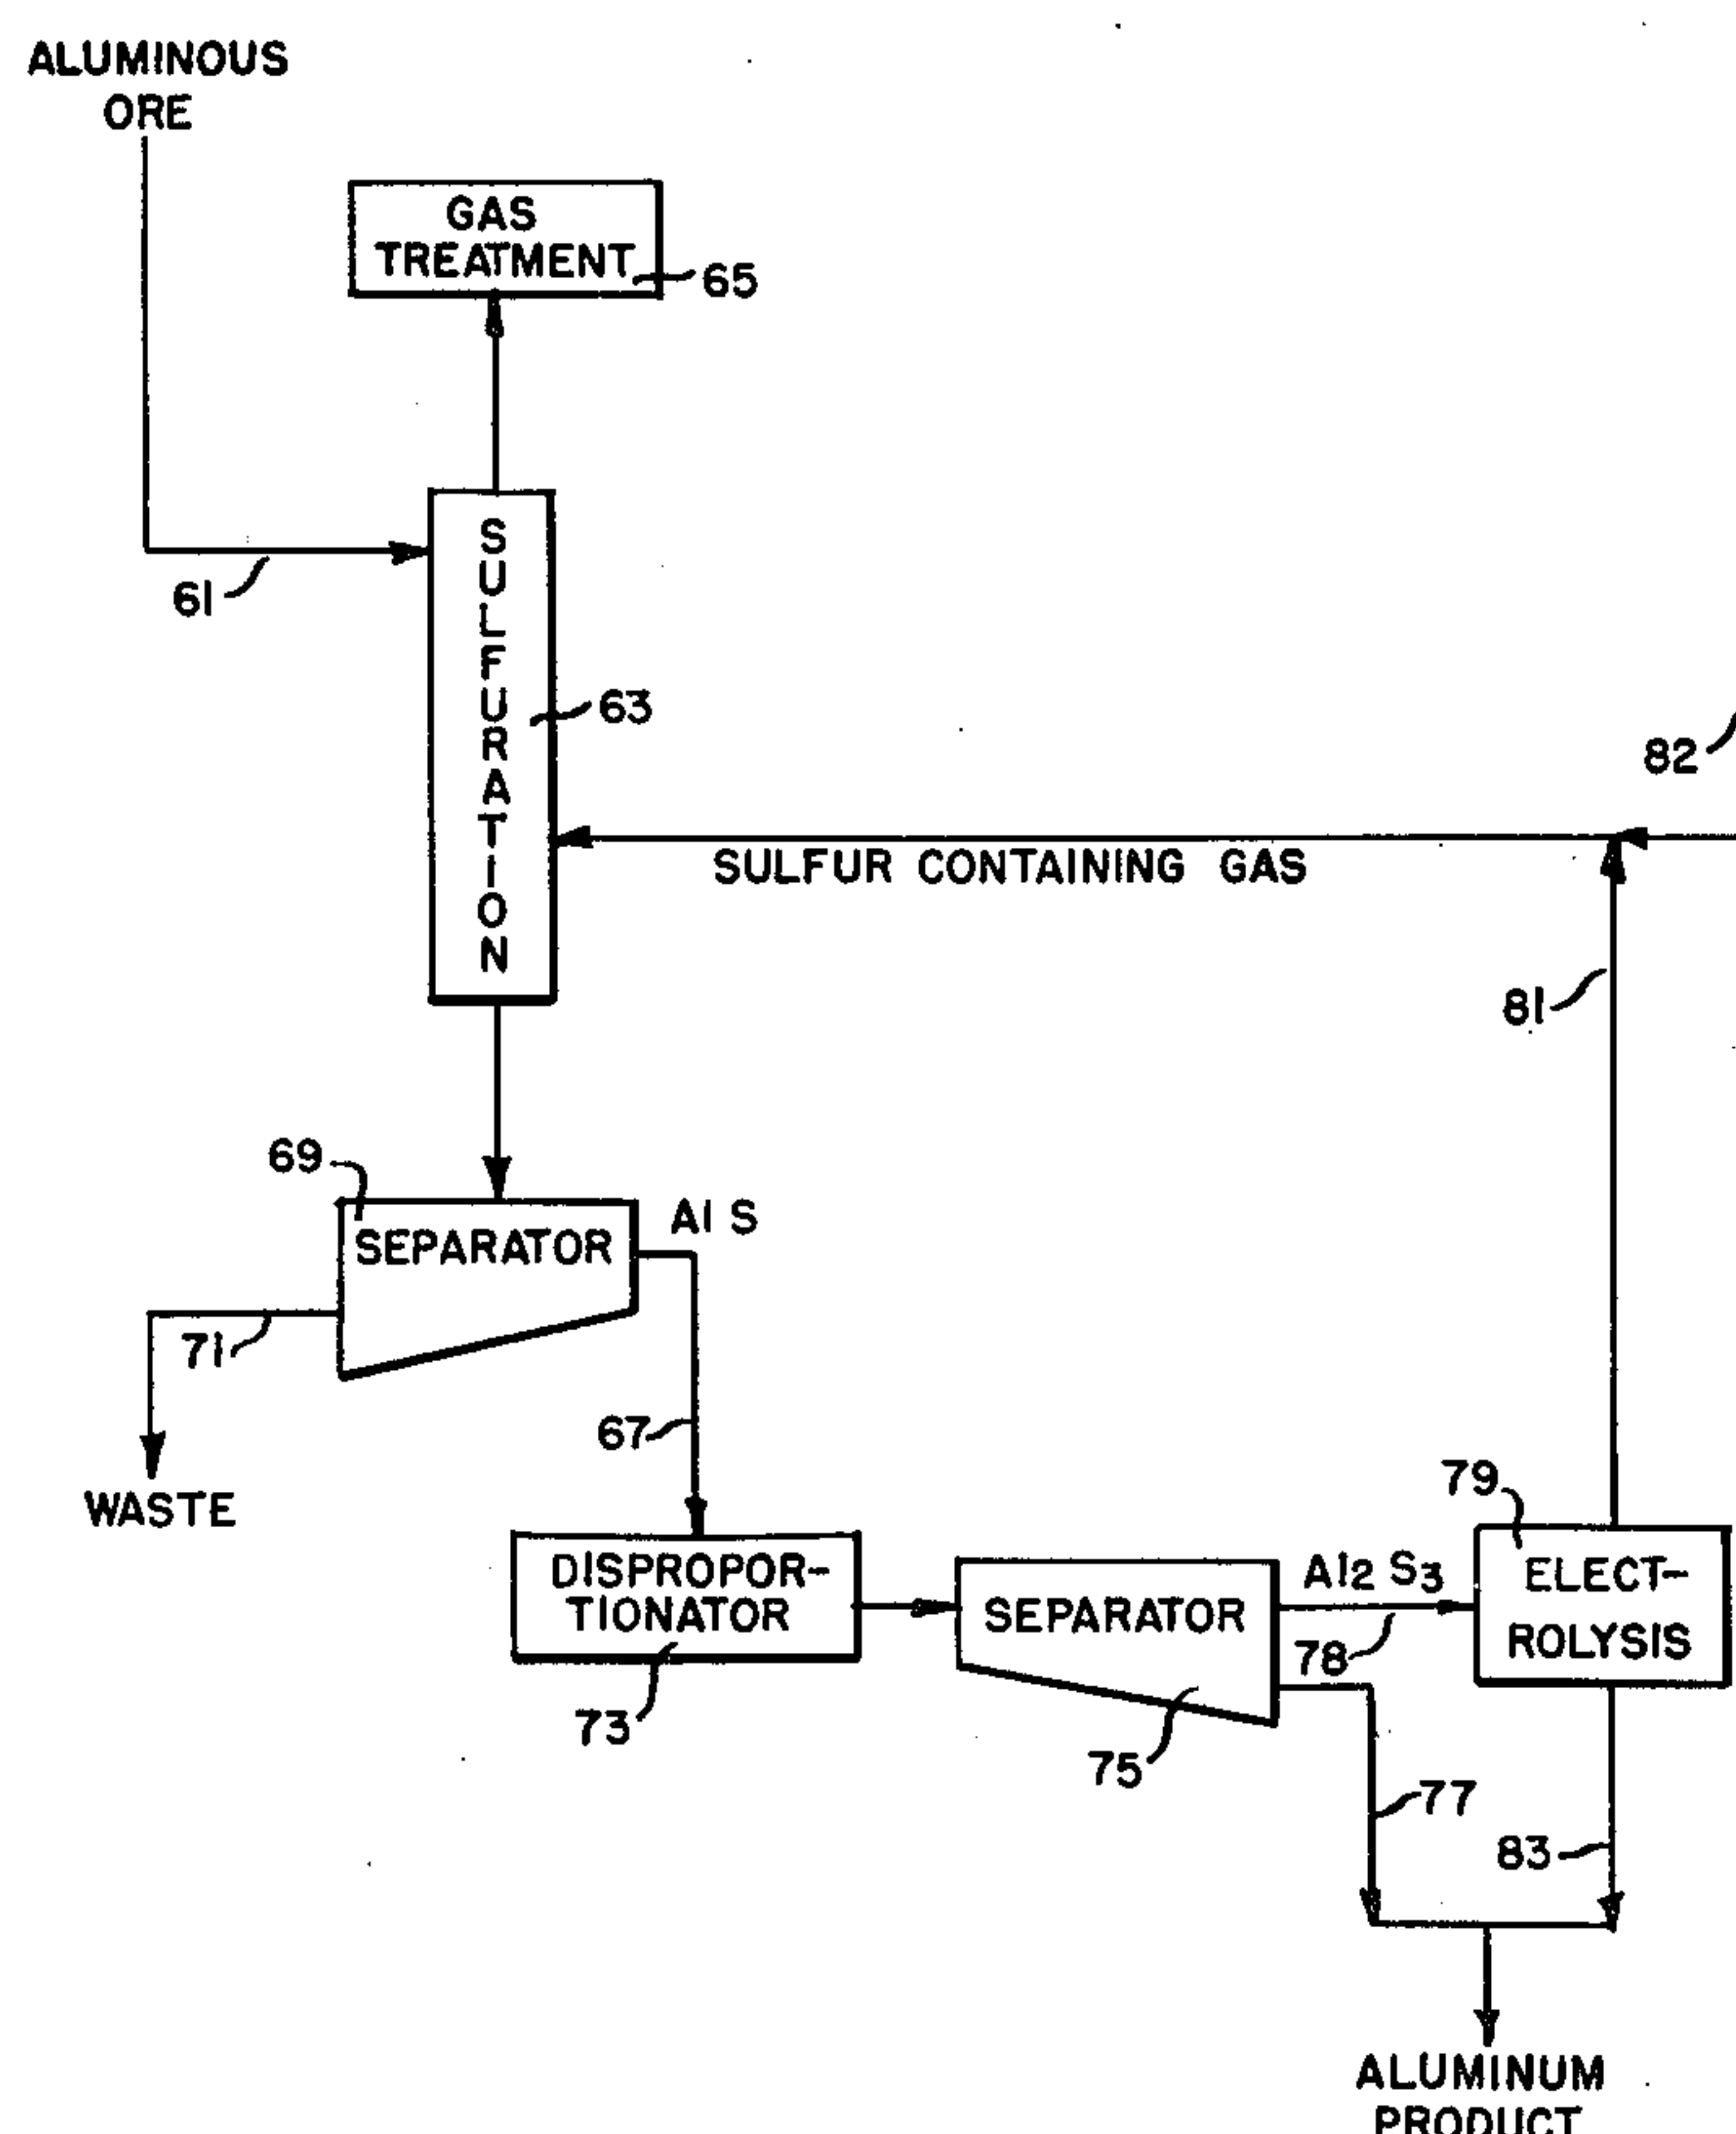 ALUMINOUS
ORE
GAS
TREATMENT
65
61
SULFURATION
63
82
SULFUR CONTAINING GAS
81
69
SEPARATOR
Al S
71
67
WASTE
79
DISPROPOR-
TIONATOR
73
SEPARATOR
75
Al2 S3
78
ELECT-
ROLYSIS
77
83
ALUMINUM
PRODUCT